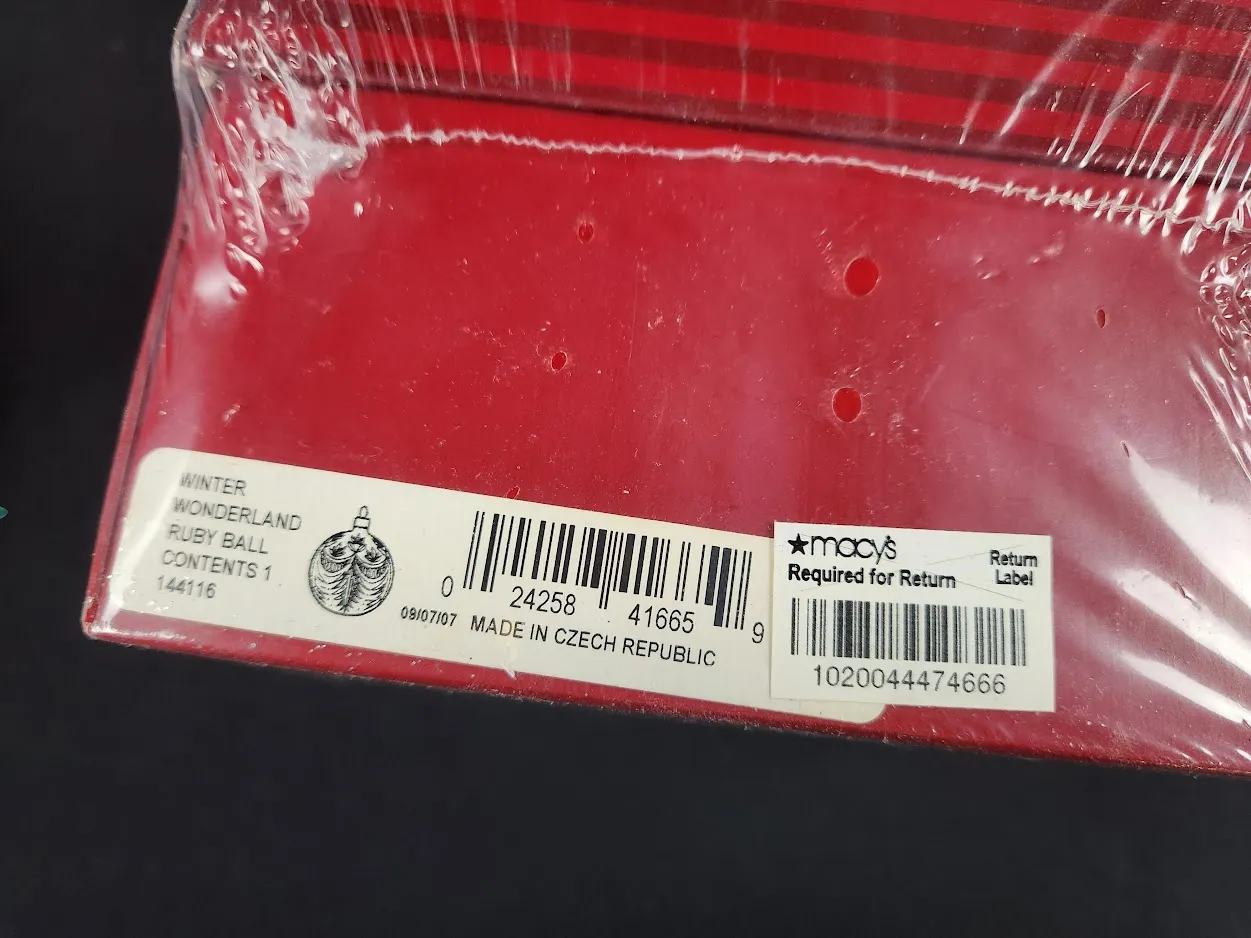 WINTER
WONDERLAND
RUBY BALL
CONTENTS 1
144116
09/07/07
0 24258 41665 9
MADE IN CZECH REPUBLIC
macy's
Required for Return
Return
Label
1020044474666